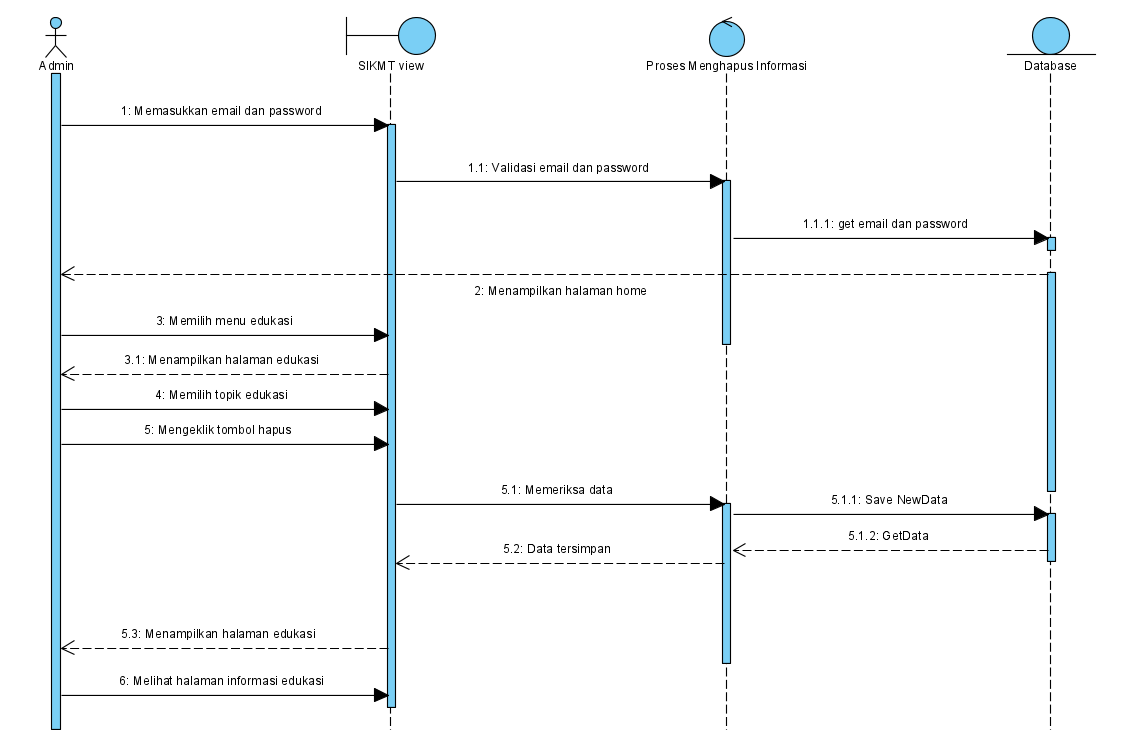 Admin
SIKMT view
Proses Menghapus Informasi
Database
1: Memasukkan email dan password
1.1: Validasi email dan password
1.1.1: get email dan password
2: Menampilkan halaman home
3: Memilih menu edukasi
3.1: Menampilkan halaman edukasi
4: Memilih topik edukasi
5: Mengeklik tombol hapus
5.1: Memeriksa data
5.1.1: Save NewData
5.1.2: GetData
5.2: Data tersimpan
5.3: Menampilkan halaman edukasi
6: Melihat halaman informasi edukasi